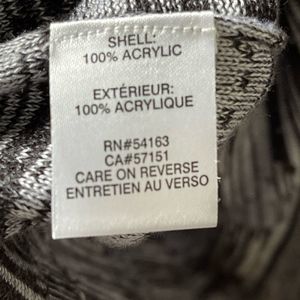 SHELL:
100% ACRYLIC
EXTÉRIEUR:
100% ACRYLIQUE
RN#54163
CA#57151
CARE ON REVERSE
ENTRETIEN AU VERSO